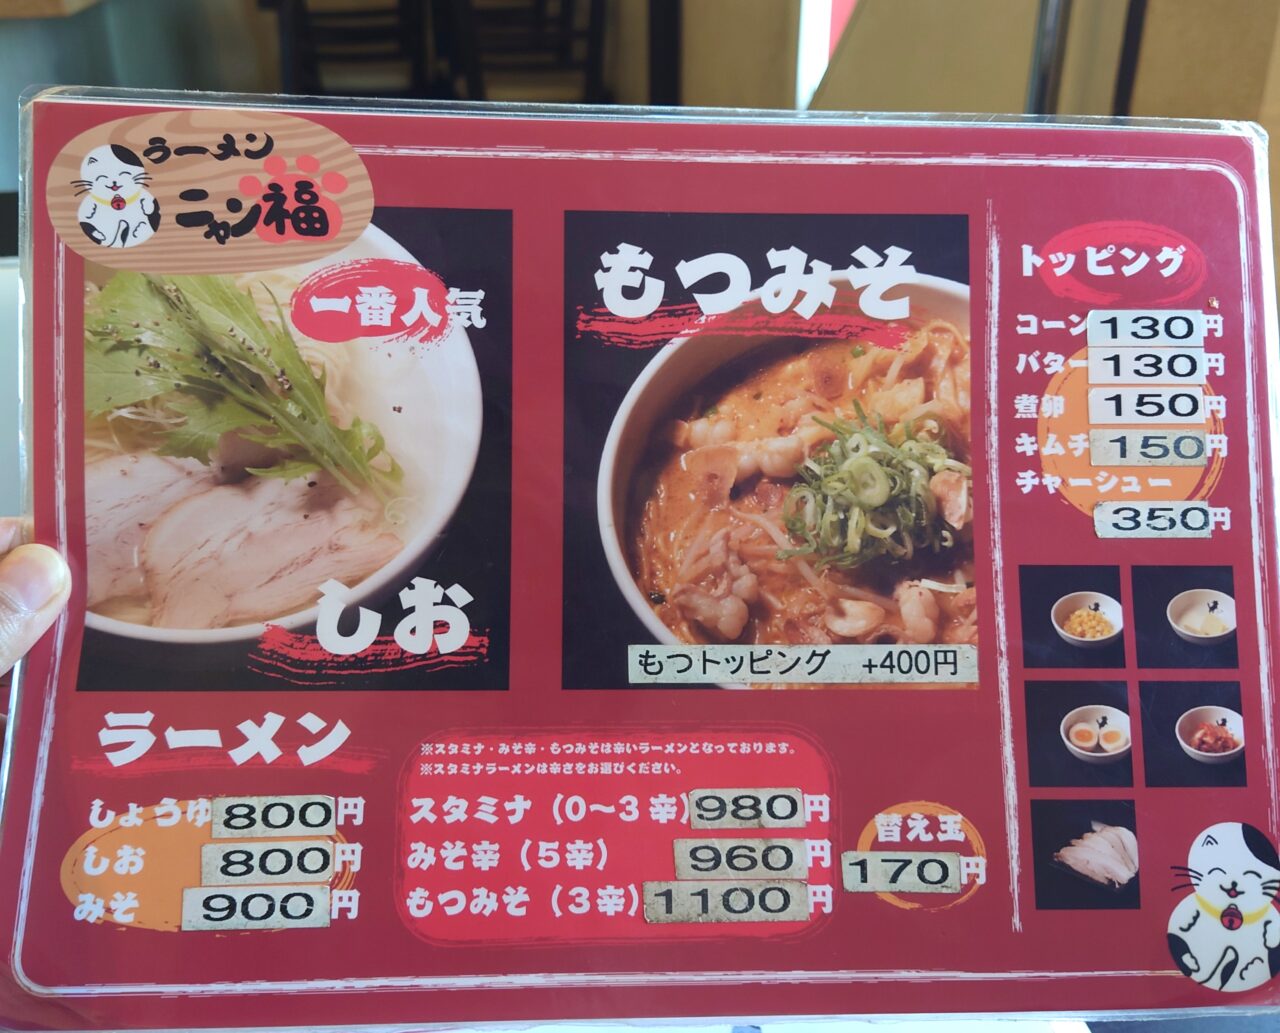 ラーメン
ニャン福
一番人気
しお
もつみそ
もつトッピング +400円
トッピング
コーン 130円
バター 130円
煮卵 150円
キムチ 150円
チャーシュー
350円
ラーメン
しょうゆ 800円
しお 800円
みそ 900円
※スタミナ・みそ辛・もつみそは辛いラーメンとなっております。
※スタミナラーメンは辛さをお選びください。
スタミナ（0〜3辛）980円
みそ辛（5辛） 960円
もつみそ（3辛）1100円
替え玉
170円